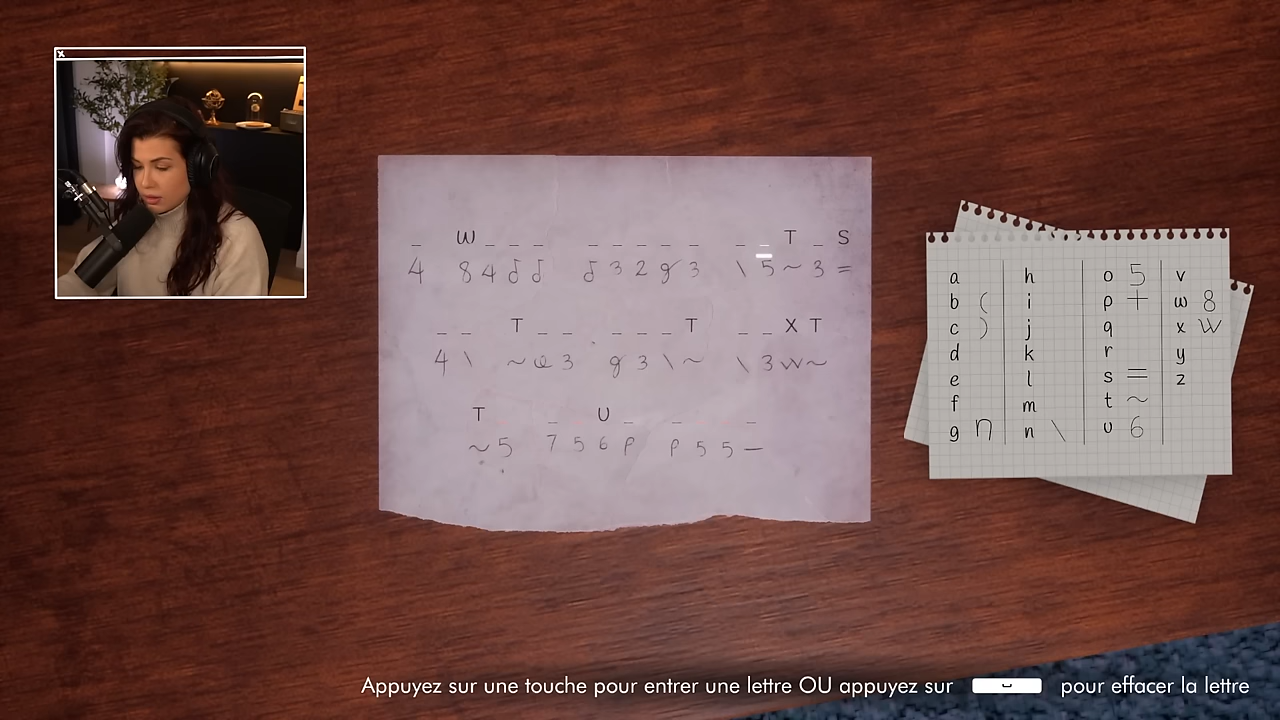 x
_ W _ _ _ _ _ _ _ _ _ _ T _ S
4 8 4 δ δ δ 3 2 g 3 \ 5 ~ 3 =
_ _ T _ _ _ _ _ T _ _ X T
4 \ ~ e 3 g 3 \ ~ \ 3 w ~
T _ U _ _ _
~ 5 7 5 6 p p 5 5 —
a h o 5 v
b ( i p + w 8
c ) j q x W
d k r y
e l s = z
f m t ~
g n n \ u 6
Appuyez sur une touche pour entrer une lettre OU appuyez sur pour effacer la lettre